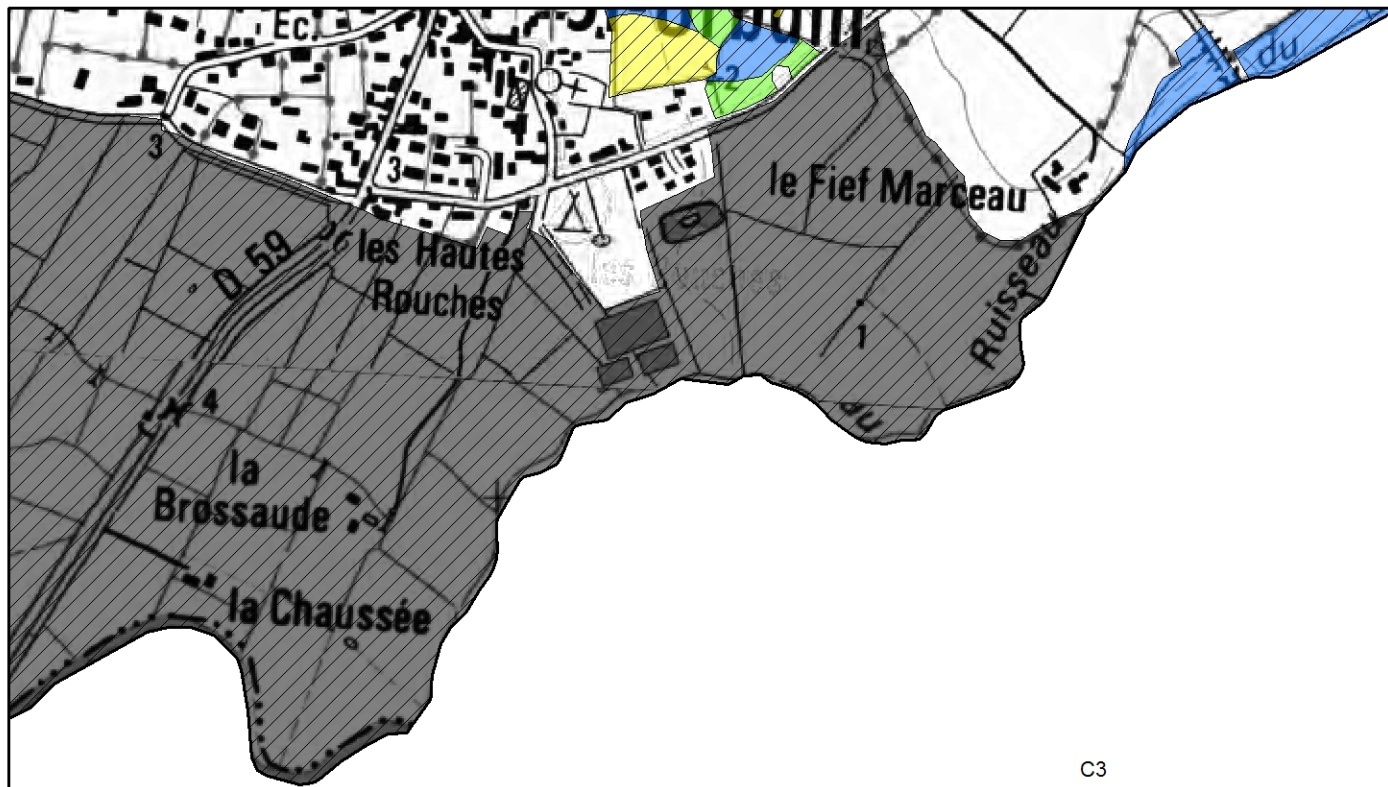 Ec.
2
du
3
3
le Fief Marceau
D 59
les Hautes
Rouches
Ruisseau
1
4
du
la
Brossaude
la Chaussée
C3